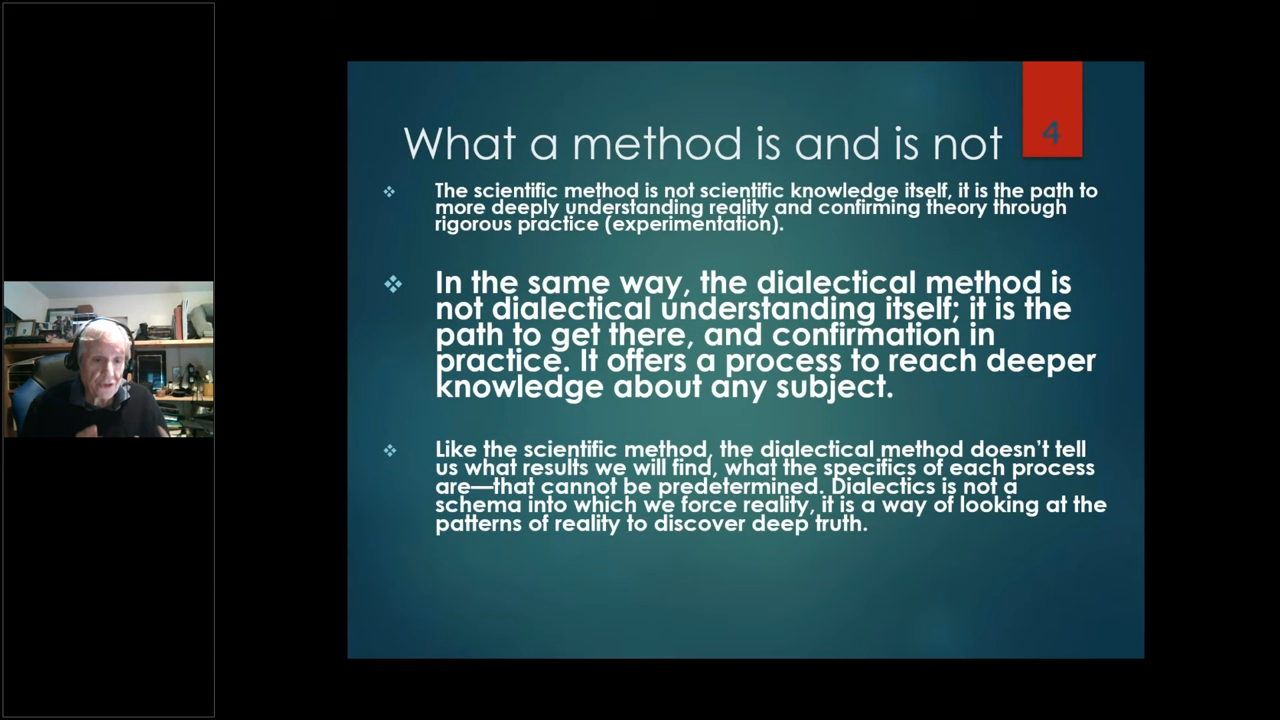 What a method is and is not
4
The scientific method is not scientific knowledge itself, it is the path to
more deeply understanding reality and confirming theory through
rigorous practice (experimentation).
In the same way, the dialectical method is
not dialectical understanding itself; it is the
path to get there, and confirmation in
practice. It offers a process to reach deeper
knowledge about any subject.
Like the scientific method, the dialectical method doesn’t tell
us what results we will find, what the specifics of each process
are—that cannot be predetermined. Dialectics is not a
schema into which we force reality, it is a way of looking at the
patterns of reality to discover deep truth.